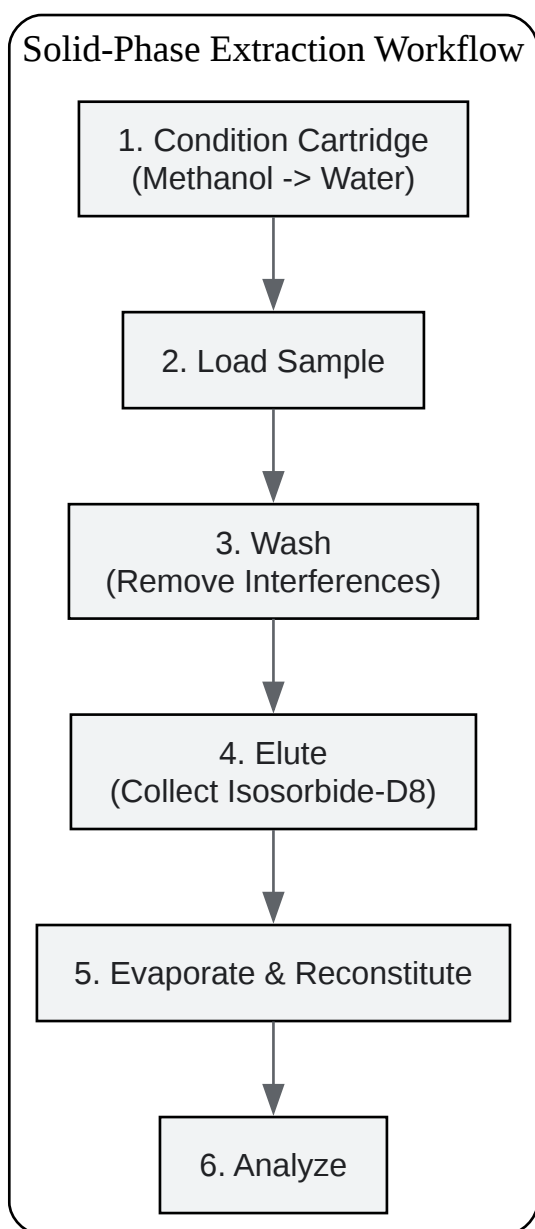 Solid-Phase Extraction Workflow
1. Condition Cartridge
(Methanol -> Water)
2. Load Sample
3. Wash
(Remove Interferences)
4. Elute
(Collect Isosorbide-D8)
5. Evaporate & Reconstitute
6. Analyze